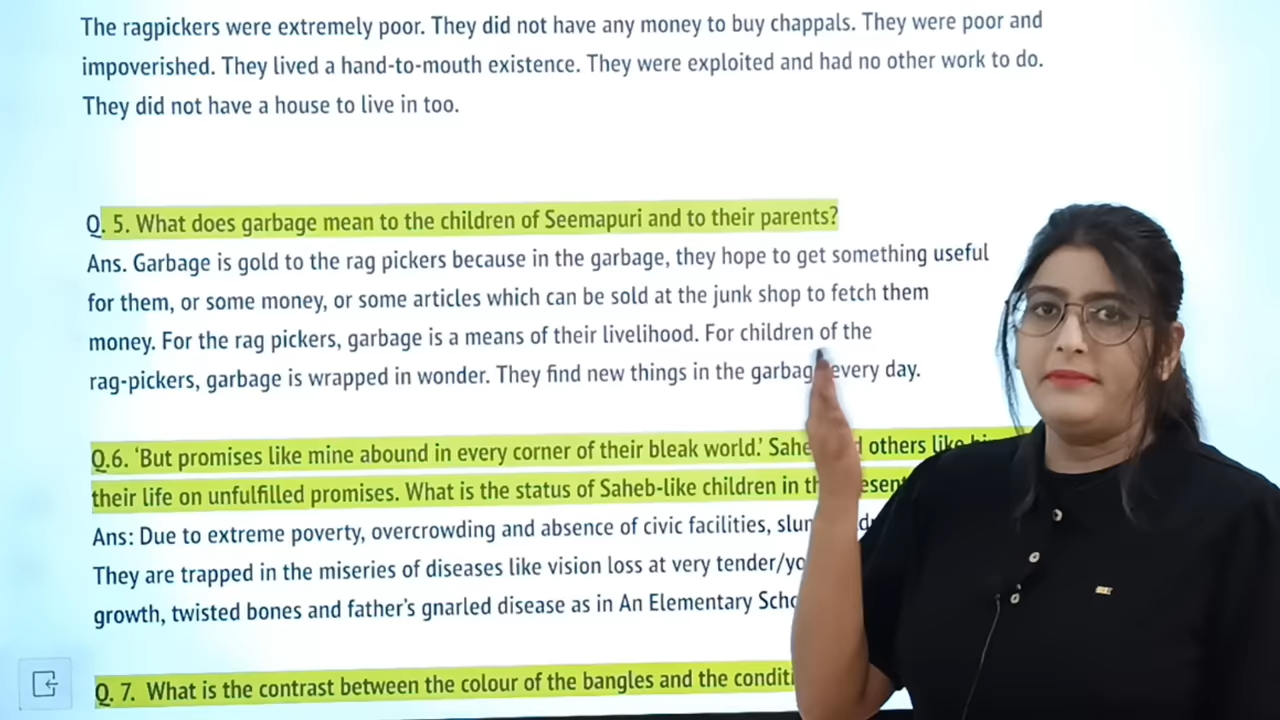 The ragpickers were extremely poor. They did not have any money to buy chappals. They were poor and
impoverished. They lived a hand-to-mouth existence. They were exploited and had no other work to do.
They did not have a house to live in too.
Q. 5. What does garbage mean to the children of Seemapuri and to their parents?
Ans. Garbage is gold to the rag pickers because in the garbage, they hope to get something useful
for them, or some money, or some articles which can be sold at the junk shop to fetch them
money. For the rag pickers, garbage is a means of their livelihood. For children of the
rag-pickers, garbage is wrapped in wonder. They find new things in the every day.
Q.6. ‘But promises like mine abound in every corner of their bleak world.’ others like
their life on unfulfilled promises. What is the status of Saheb-like children in
Ans: Due to extreme poverty, overcrowding and absence of civic facilities,
They are trapped in the miseries of diseases like vision loss at very
growth, twisted bones and father’s gnarled disease as in An Elementary
Q. 7. What is the contrast between the colour of the bangles and the